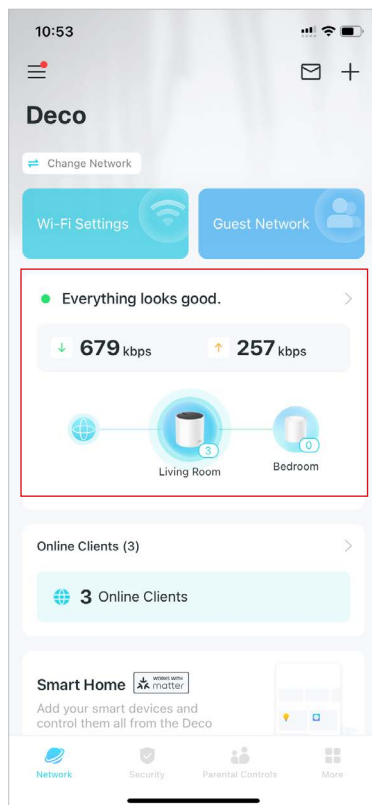 10:53
Deco
Change Network
Wi-Fi Settings
Guest Network
Everything looks good.
679 kbps
257 kbps
3
0
Living Room
Bedroom
Online Clients (3)
3 Online Clients
Smart Home
WORKS WITH
matter
Add your smart devices and
control them all from the Deco
Network
Security
Parental Controls
More